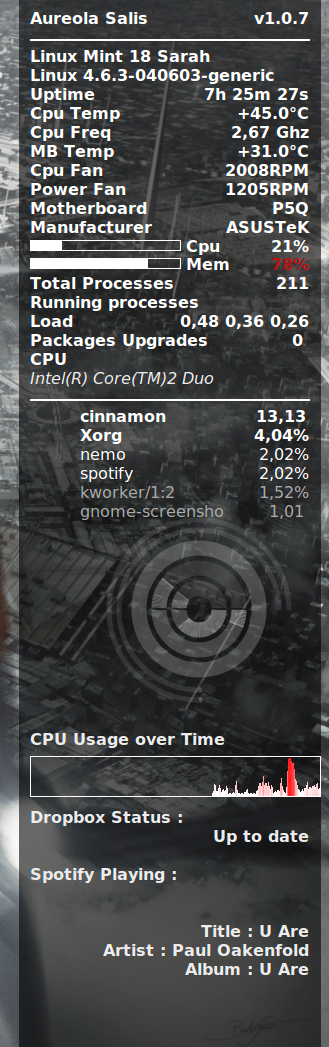 Aureola Salis v1.0.7
Linux Mint 18 Sarah
Linux 4.6.3-040603-generic
Uptime 7h 25m 27s
Cpu Temp +45.0°C
Cpu Freq 2,67 Ghz
MB Temp +31.0°C
Cpu Fan 2008RPM
Power Fan 1205RPM
Motherboard P5Q
Manufacturer ASUSTeK
Cpu 21%
Mem 78%
Total Processes 211
Running processes
Load 0,48 0,36 0,26
Packages Upgrades 0
CPU
Intel(R) Core(TM)2 Duo
cinnamon 13,13
Xorg 4,04%
nemo 2,02%
spotify 2,02%
kworker/1:2 1,52%
gnome-screensho 1,01
CPU Usage over Time
Dropbox Status :
Up to date
Spotify Playing :
Title : U Are
Artist : Paul Oakenfold
Album : U Are